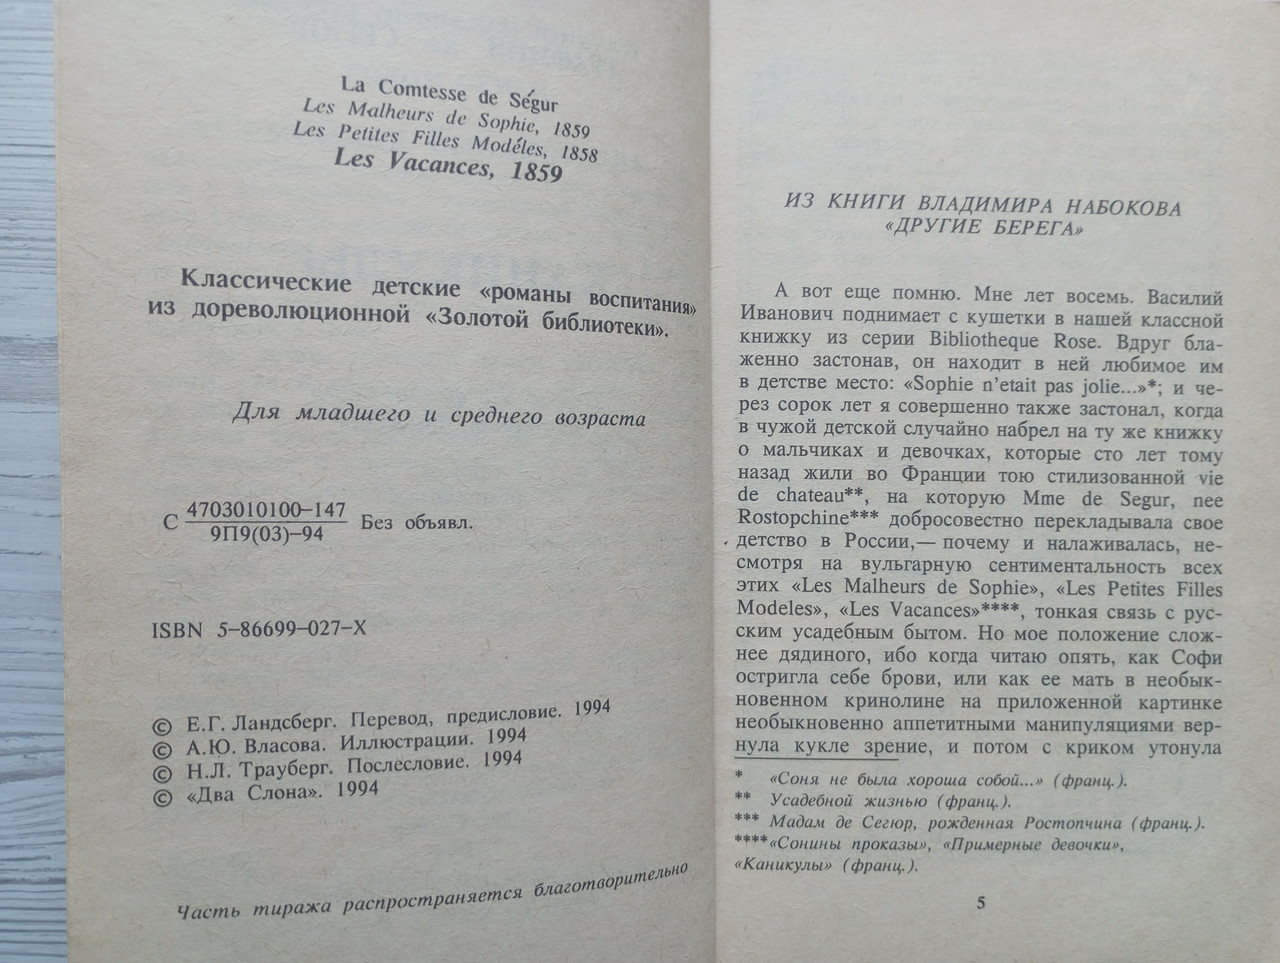 La Comtesse de Ségur
Les Malheurs de Sophie, 1859
Les Petites Filles Modéles, 1858
Les Vacances, 1859
Классические детские «романы воспитания»
из дореволюционной «Золотой библиотеки».
Для младшего и среднего возраста
С 4703010100–147
9П9(03)–94 Без объявл.
ISBN 5–86699–027–X
© Е.Г. Ландсберг. Перевод, предисловие. 1994
© А.Ю. Власова. Иллюстрации. 1994
© Н.Л. Трауберг. Послесловие. 1994
© «Два Слона». 1994
Часть тиража распространяется благотворительно
ИЗ КНИГИ ВЛАДИМИРА НАБОКОВА
«ДРУГИЕ БЕРЕГА»
А вот еще помню. Мне лет восемь. Василий
Иванович поднимает с кушетки в нашей классной
книжку из серии Bibliotheque Rose. Вдруг бла-
женно застонав, он находит в ней любимое им
в детстве место: «Sophie n'etait pas jolie...»*; и че-
рез сорок лет я совершенно также застонал, когда
в чужой детской случайно набрел на ту же книжку
о мальчиках и девочках, которые сто лет тому
назад жили во Франции тою стилизованной vie
de chateau**, на которую Mme de Segur, nee
Rostopchine*** добросовестно перекладывала свое
детство в России,— почему и налаживалась, не-
смотря на вульгарную сентиментальность всех
этих «Les Malheurs de Sophie», «Les Petites Filles
Modeles», «Les Vacances»****, тонкая связь с рус-
ским усадебным бытом. Но мое положение слож-
нее дядиного, ибо когда читаю опять, как Софи
остригла себе брови, или как ее мать в необык-
новенном кринолине на приложенной картинке
необыкновенно аппетитными манипуляциями вер-
нула кукле зрение, и потом с криком утонула
* «Соня не была хороша собой...» (франц.).
** Усадебной жизнью (франц.).
*** Мадам де Сегюр, рожденная Ростопчина (франц.).
****«Сонины проказы», «Примерные девочки»,
«Каникулы» (франц.).
5